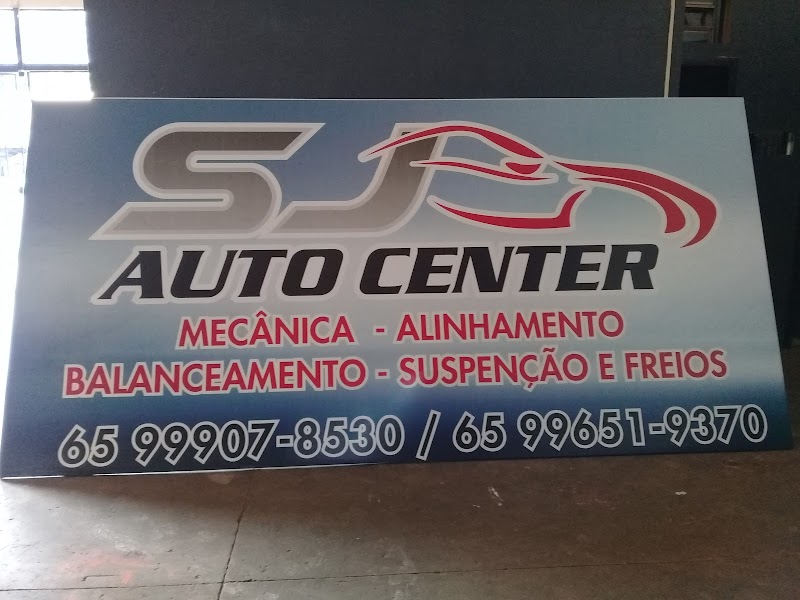 SJ
AUTO CENTER
MECÂNICA - ALINHAMENTO
BALANCEAMENTO - SUSPENÇÃO E FREIOS
65 99907-8530 / 65 99651-9370